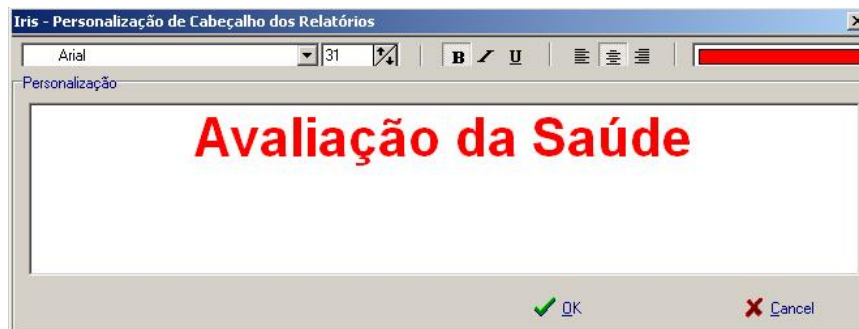 Iris - Personalização de Cabeçalho dos Relatórios
Arial 31 B I U
Personalização
Avaliação da Saúde
OK Cancel